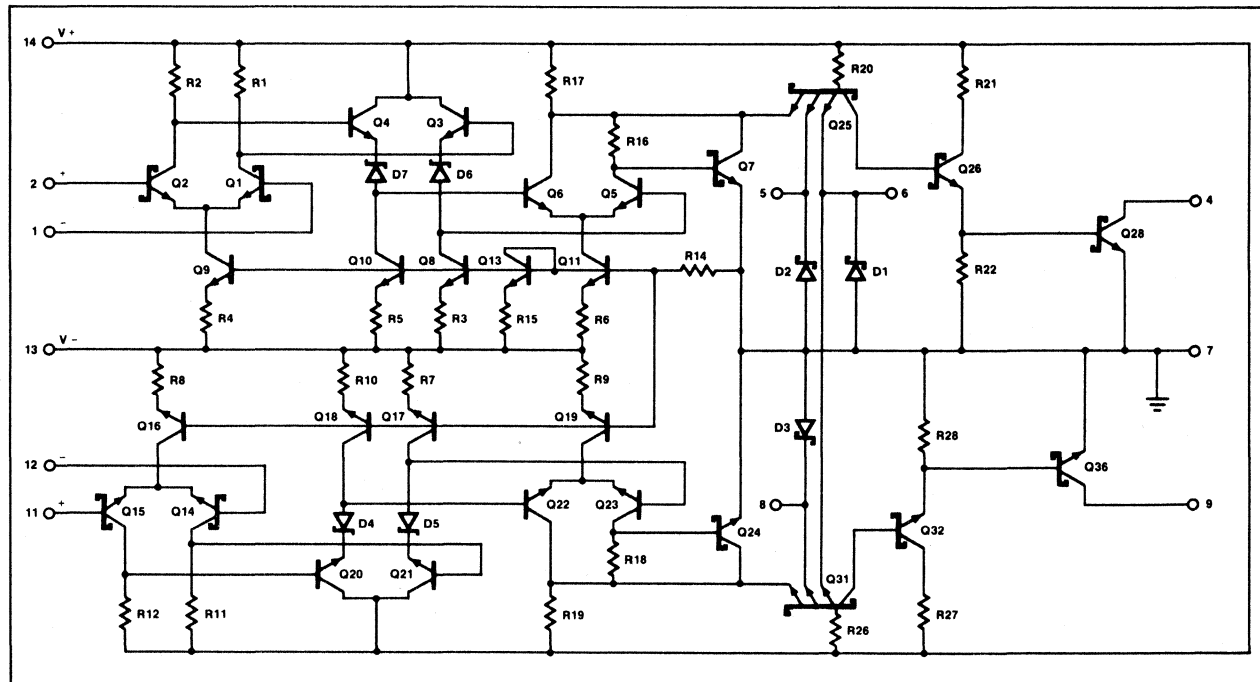 14 V+
R2 R1 R17 R20 R21
Q4 Q3 R16 Q25
Q7 Q26
2 + Q2 Q1 D7 D6 Q6 Q5 5 6 4
1 − Q28
Q9 Q10 Q8 Q13 Q11 R14 D2 D1 R22
R4 R5 R3 R15 R6
13 V− 7
R8 R10 R7 R9
Q16 Q18 Q17 Q19 D3 R28
12 − Q36
11 + Q15 Q14 Q22 Q23 8 9
D4 D5 Q24 Q32
Q20 Q21 R18 Q31
R12 R11 R19 R26 R27